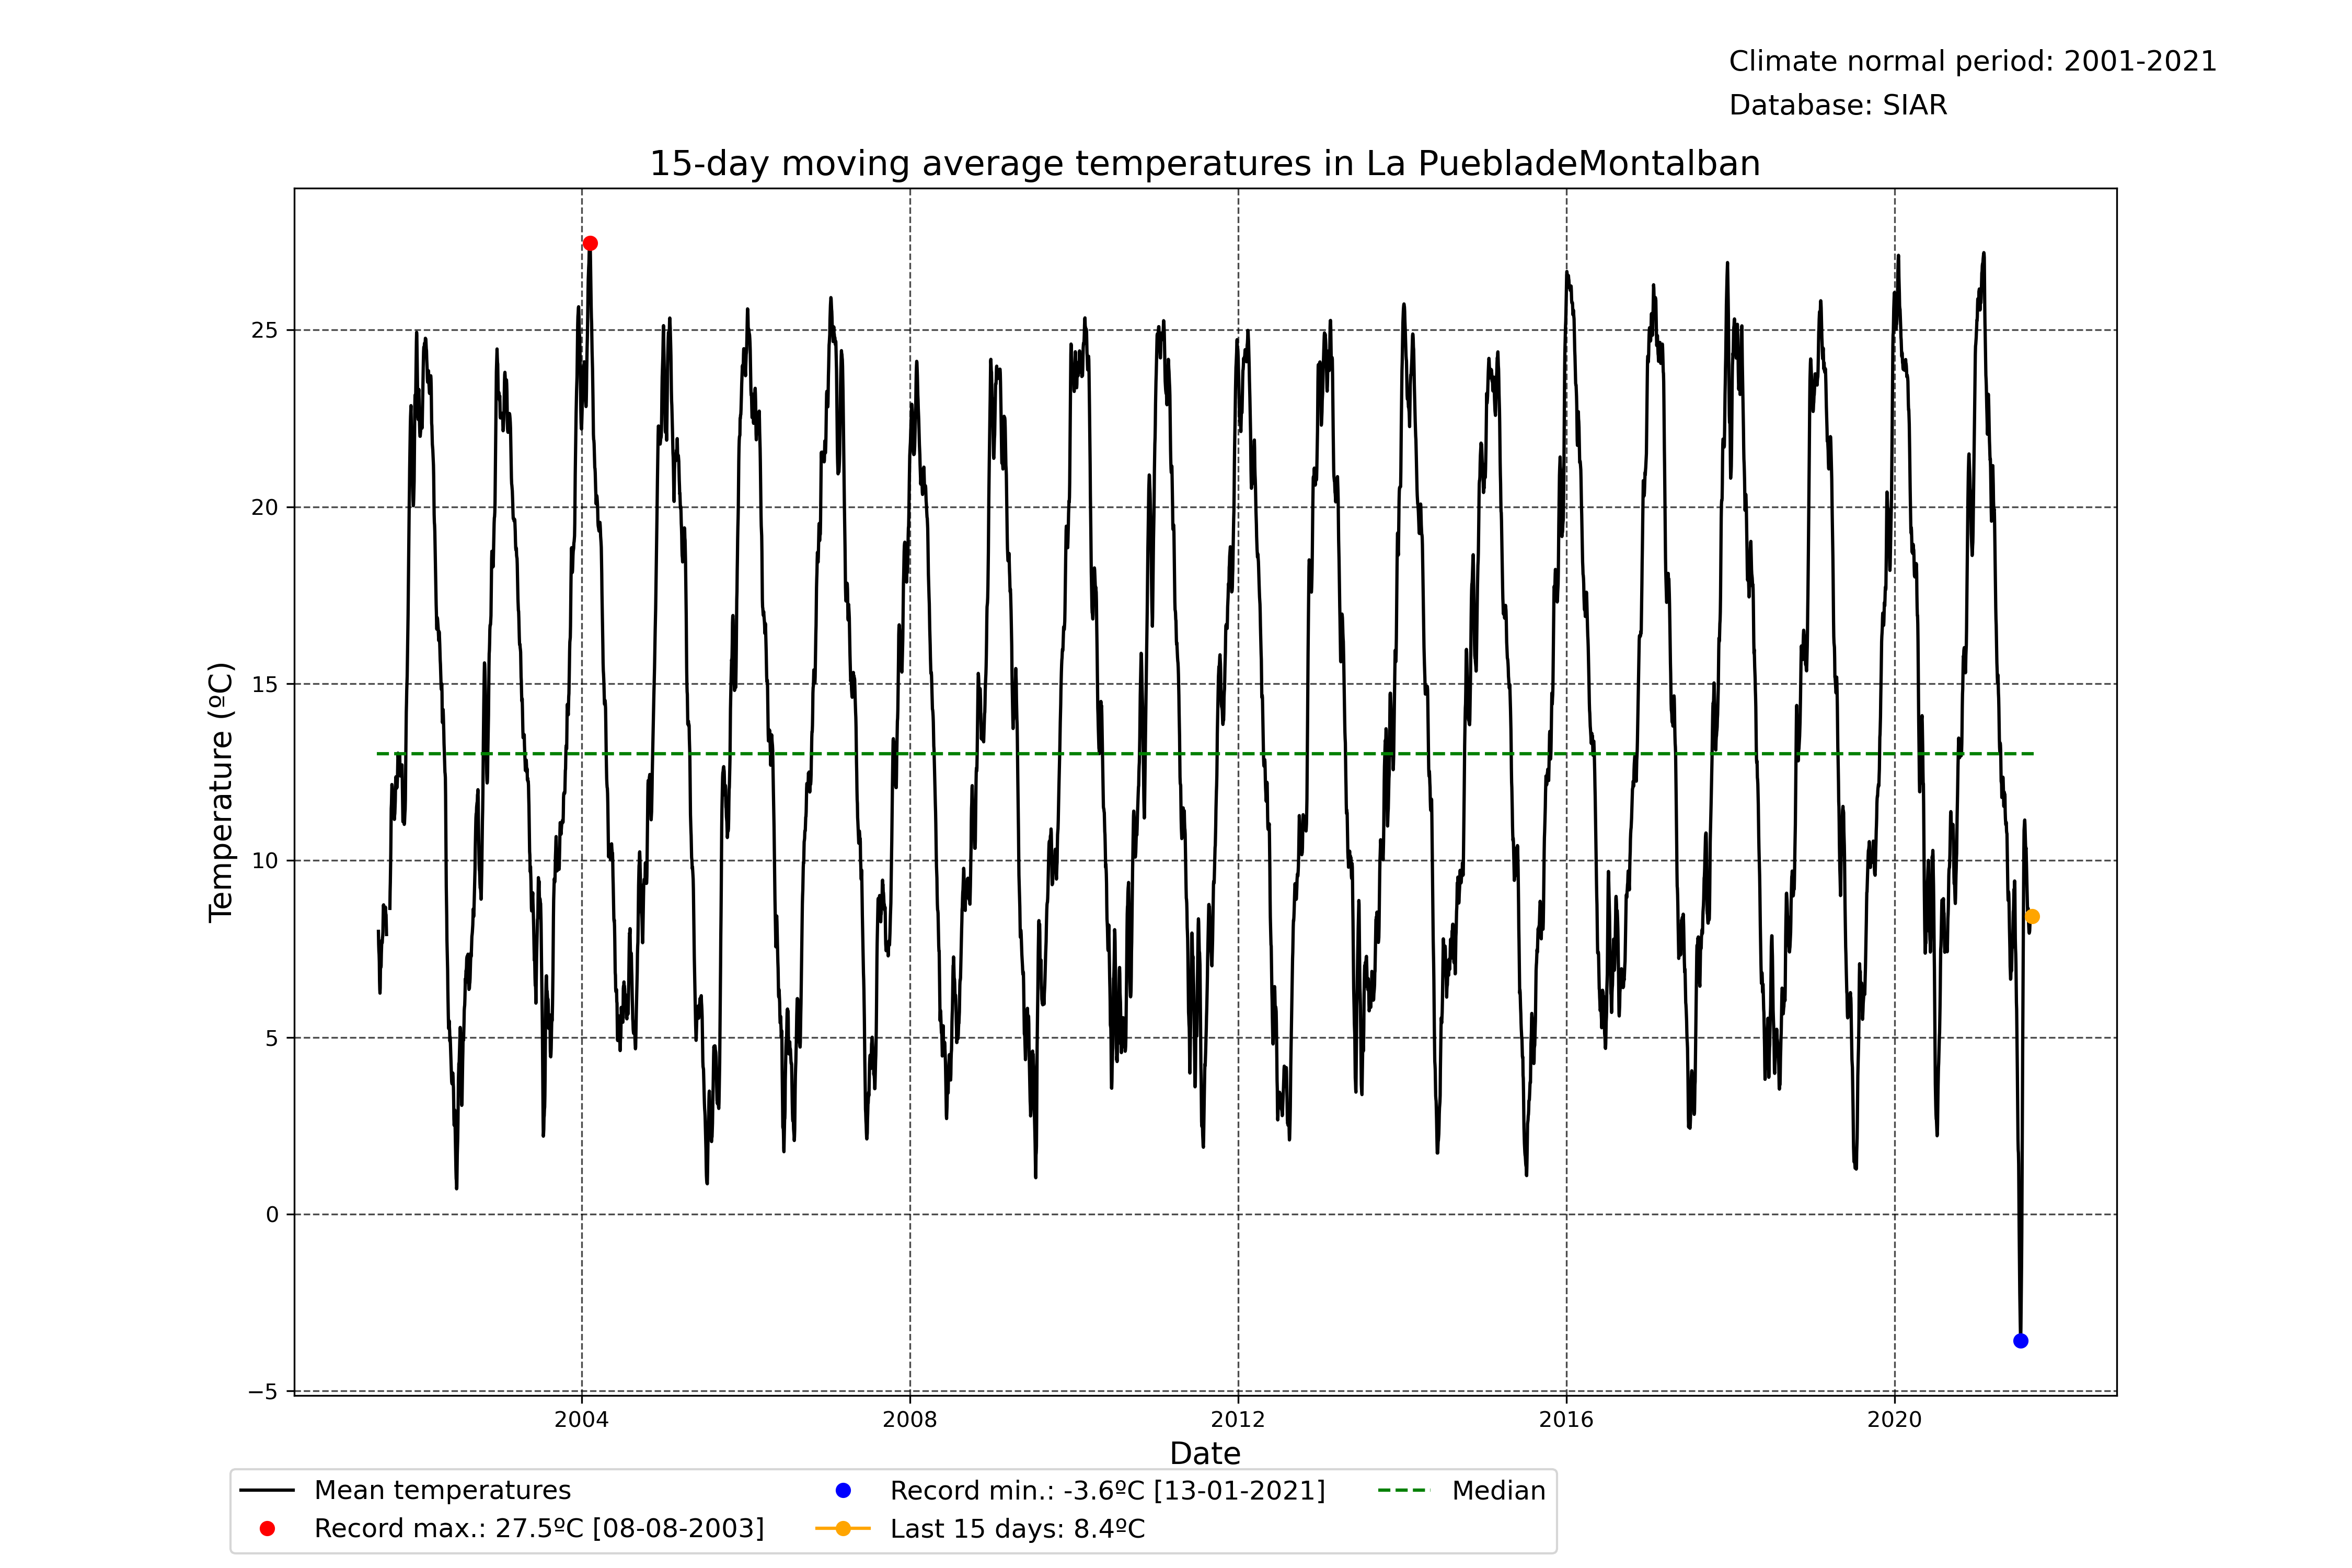 Climate normal period: 2001-2021
Database: SIAR
15-day moving average temperatures in La PuebladeMontalban
Temperature (ºC)
25
20
15
10
5
0
−5
2004 2008 2012 2016 2020
Date
Mean temperatures
Record max.: 27.5ºC [08-08-2003]
Record min.: -3.6ºC [13-01-2021]
Last 15 days: 8.4ºC
Median